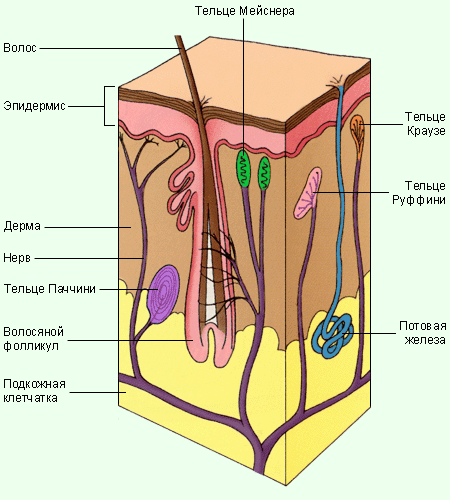 Тельце Мейснера
Волос
Эпидермис
Тельце
Краузе
Тельце
Руффини
Дерма
Нерв
Тельце Паччини
Волосяной
фолликул
Потовая
железа
Подкожная
клетчатка